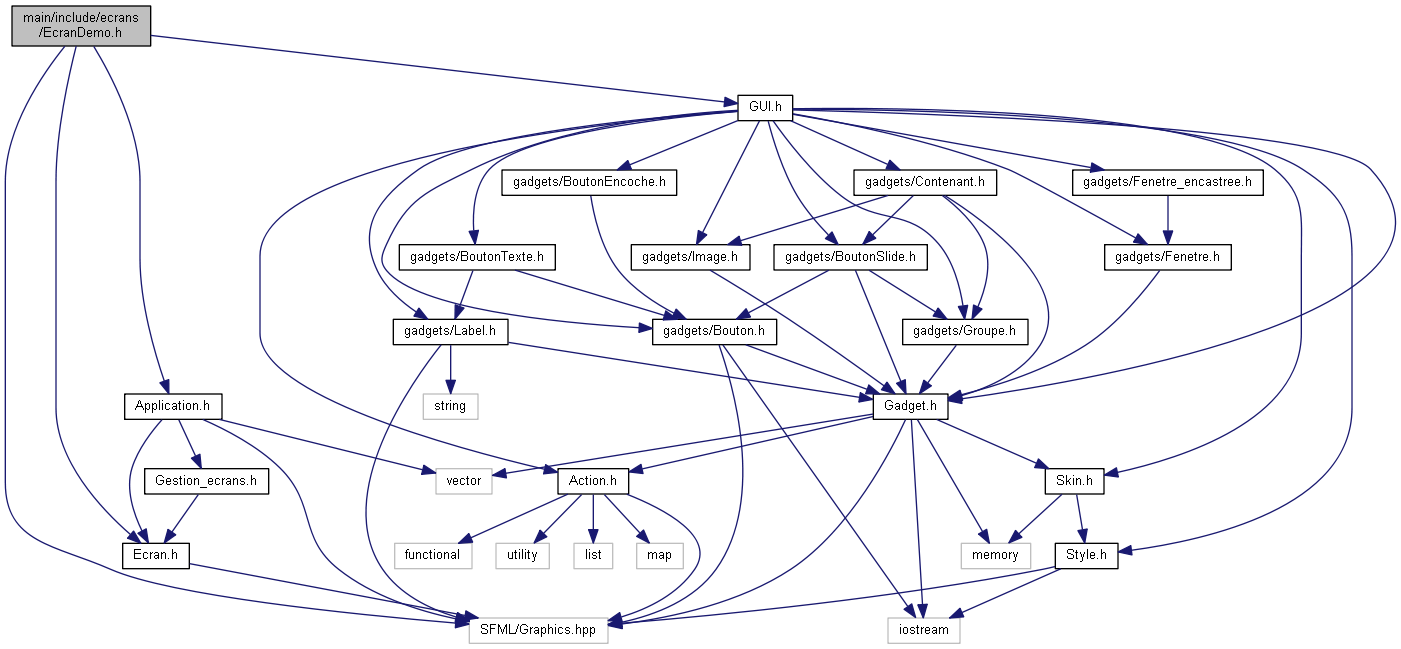 main/include/ecrans
/EcranDemo.h
GUI.h
gadgets/BoutonEncoche.h
gadgets/Contenant.h
gadgets/Fenetre_encastree.h
gadgets/BoutonTexte.h
gadgets/Image.h
gadgets/BoutonSlide.h
gadgets/Fenetre.h
gadgets/Label.h
gadgets/Bouton.h
gadgets/Groupe.h
Application.h
string
Gadget.h
Gestion_ecrans.h
vector
Action.h
Skin.h
Ecran.h
functional
utility
list
map
memory
Style.h
SFML/Graphics.hpp
iostream